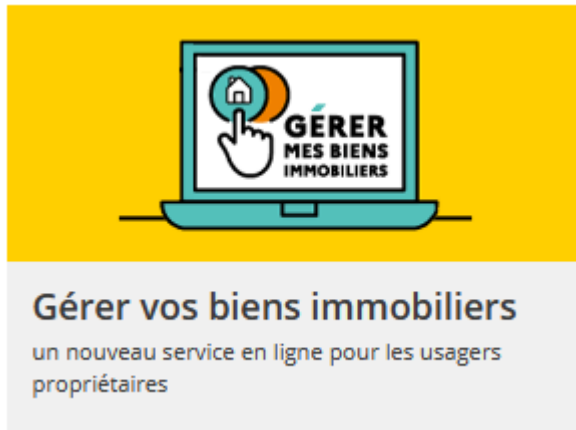 GÉRER
MES BIENS
IMMOBILIERS
Gérer vos biens immobiliers
un nouveau service en ligne pour les usagers
propriétaires